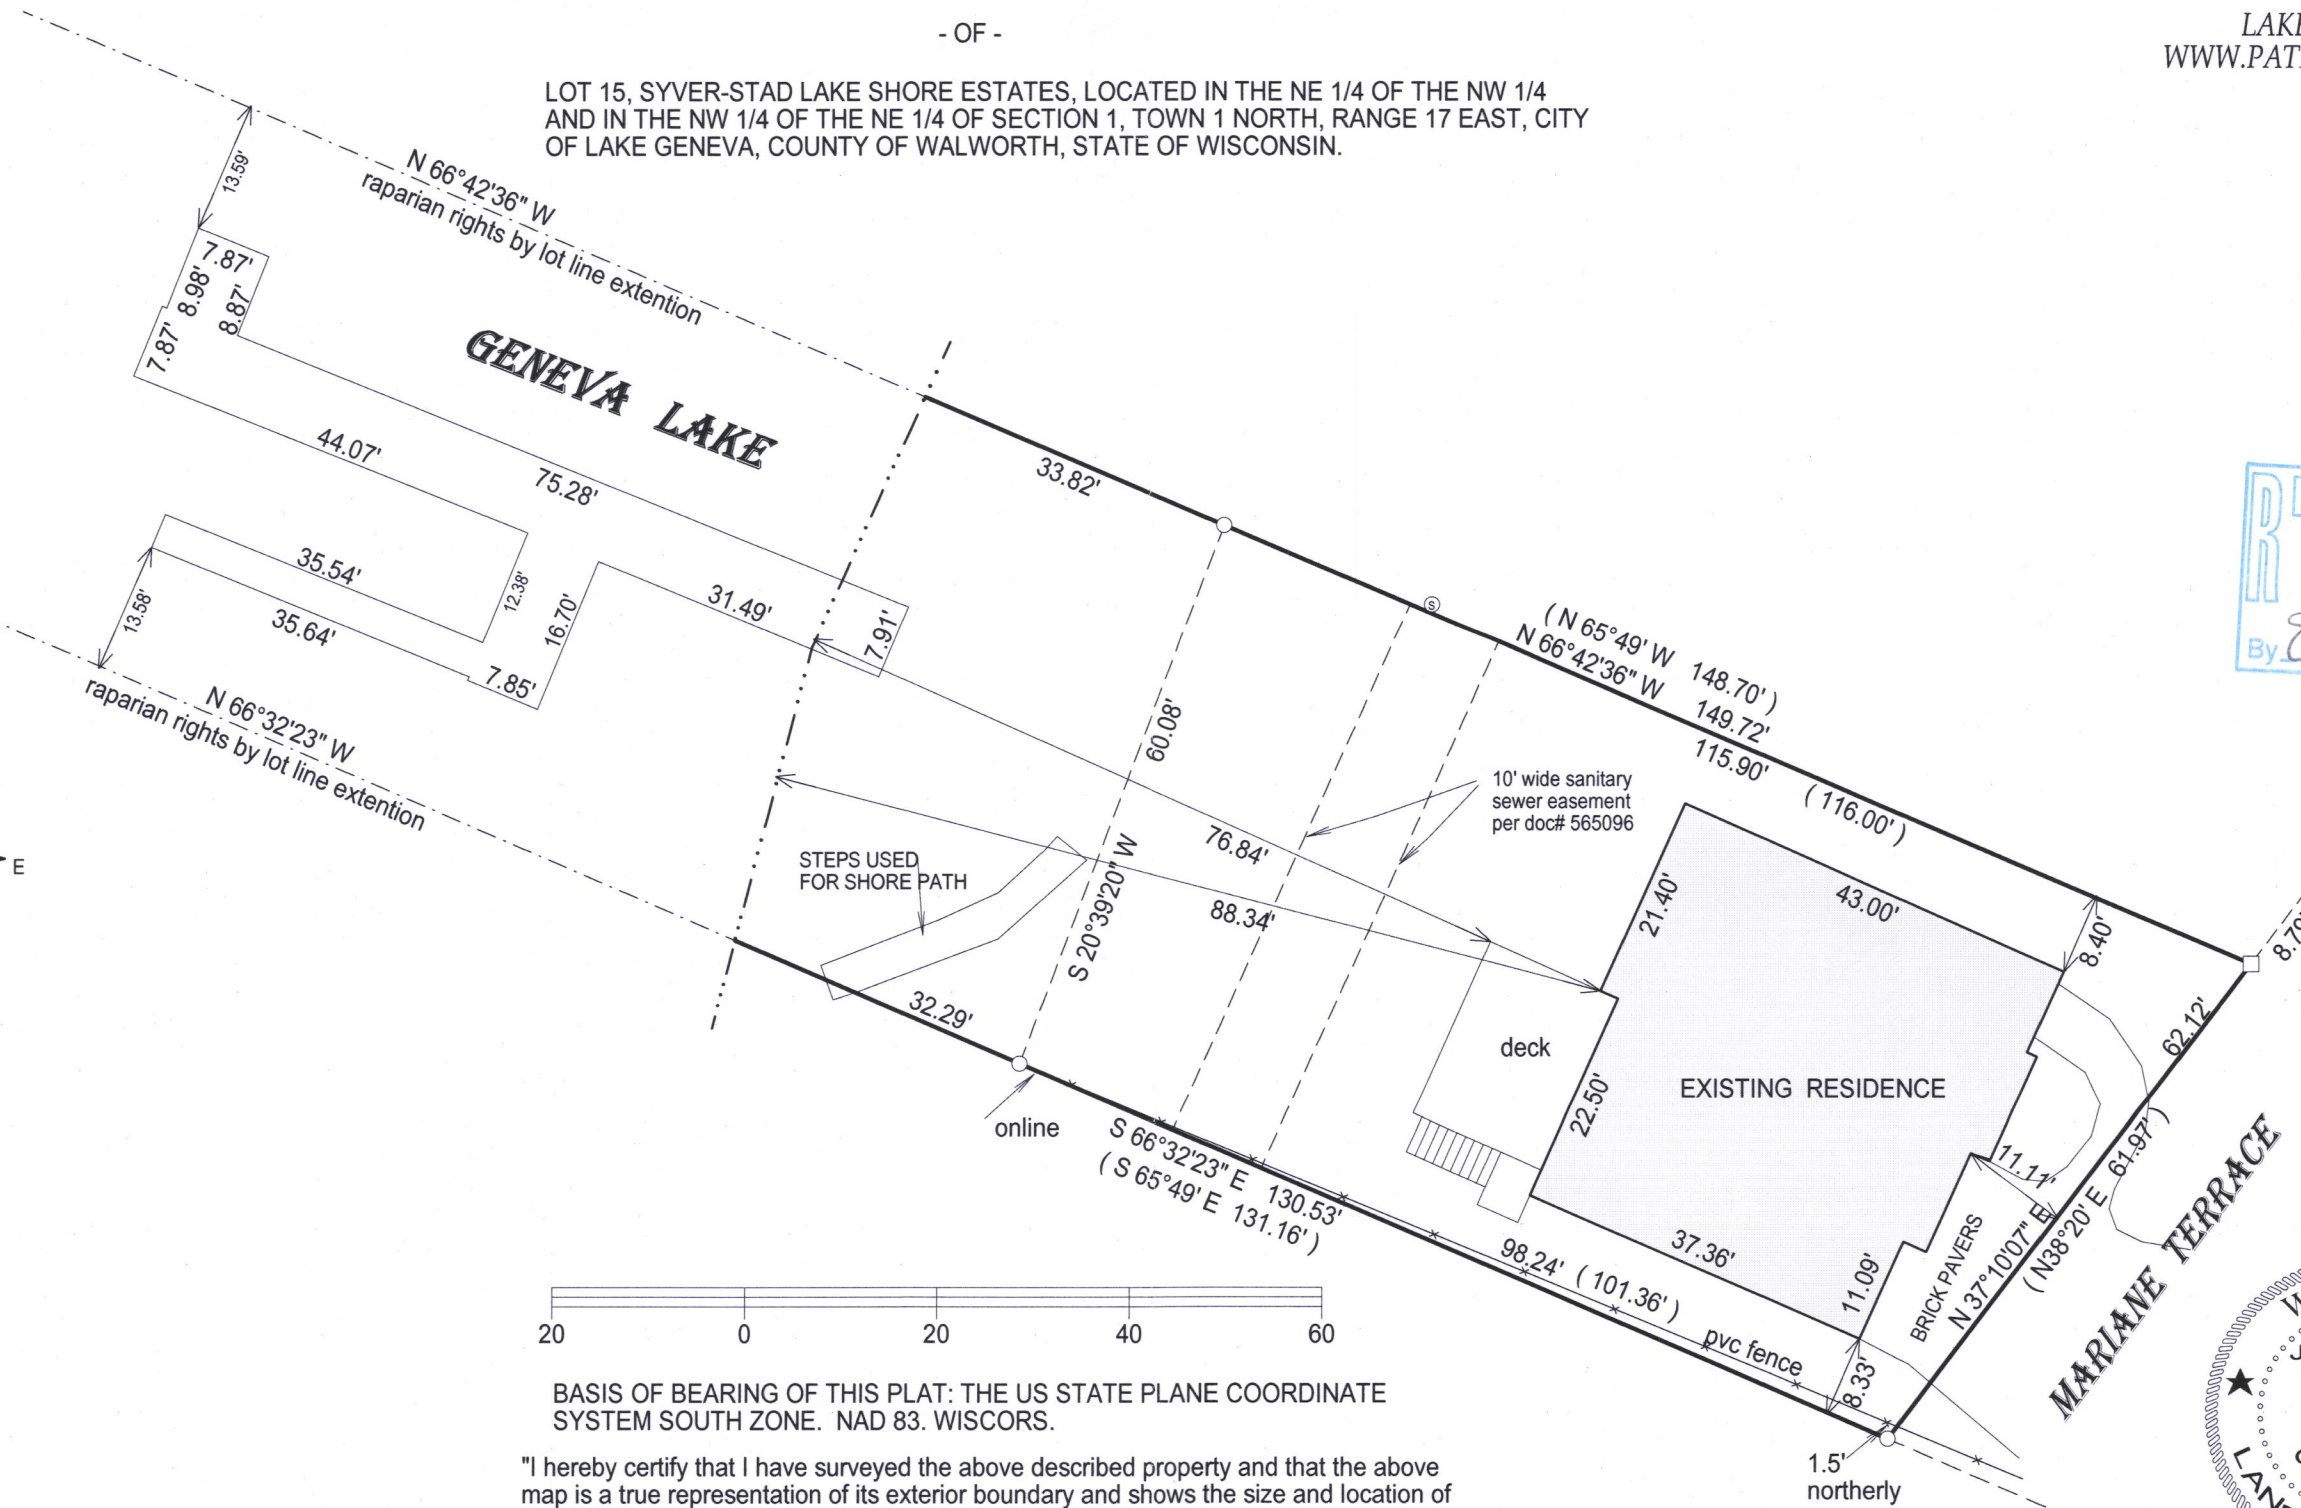 - OF -
LAKE
WWW.PAT
LOT 15, SYVER-STAD LAKE SHORE ESTATES, LOCATED IN THE NE 1/4 OF THE NW 1/4
AND IN THE NW 1/4 OF THE NE 1/4 OF SECTION 1, TOWN 1 NORTH, RANGE 17 EAST, CITY
OF LAKE GENEVA, COUNTY OF WALWORTH, STATE OF WISCONSIN.
13.59'
N 66°42'36" W
raparian rights by lot line extention
7.87'
8.98'
8.87'
7.87'
GENEVA LAKE
44.07'
75.28'
33.82'
35.54'
12.38'
13.58'
35.64'
16.70'
31.49'
7.91'
7.85'
N 66°32'23" W
raparian rights by lot line extention
S
( N 65°49' W 148.70' )
N 66°42'36" W 149.72'
115.90' ( 116.00' )
By
60.08'
S 20°39'20" W
10' wide sanitary
sewer easement
per doc# 565096
76.84'
88.34'
E
STEPS USED
FOR SHORE PATH
32.29'
21.40'
43.00'
8.40'
8.79'
62.12'
deck
EXISTING RESIDENCE
22.50'
online
S 66°32'23" E 130.53'
( S 65°49' E 131.16' )
98.24' ( 101.36' )
37.36'
11.09'
11.11'
BRICK PAVERS
N 37°10'07" E
( N38°20' E 61.97' )
MARIANE TERRACE
pvc fence
8.33'
1.5'
northerly
20 0 20 40 60
BASIS OF BEARING OF THIS PLAT: THE US STATE PLANE COORDINATE
SYSTEM SOUTH ZONE. NAD 83. WISCORS.
"I hereby certify that I have surveyed the above described property and that the above
map is a true representation of its exterior boundary and shows the size and location of
LAN